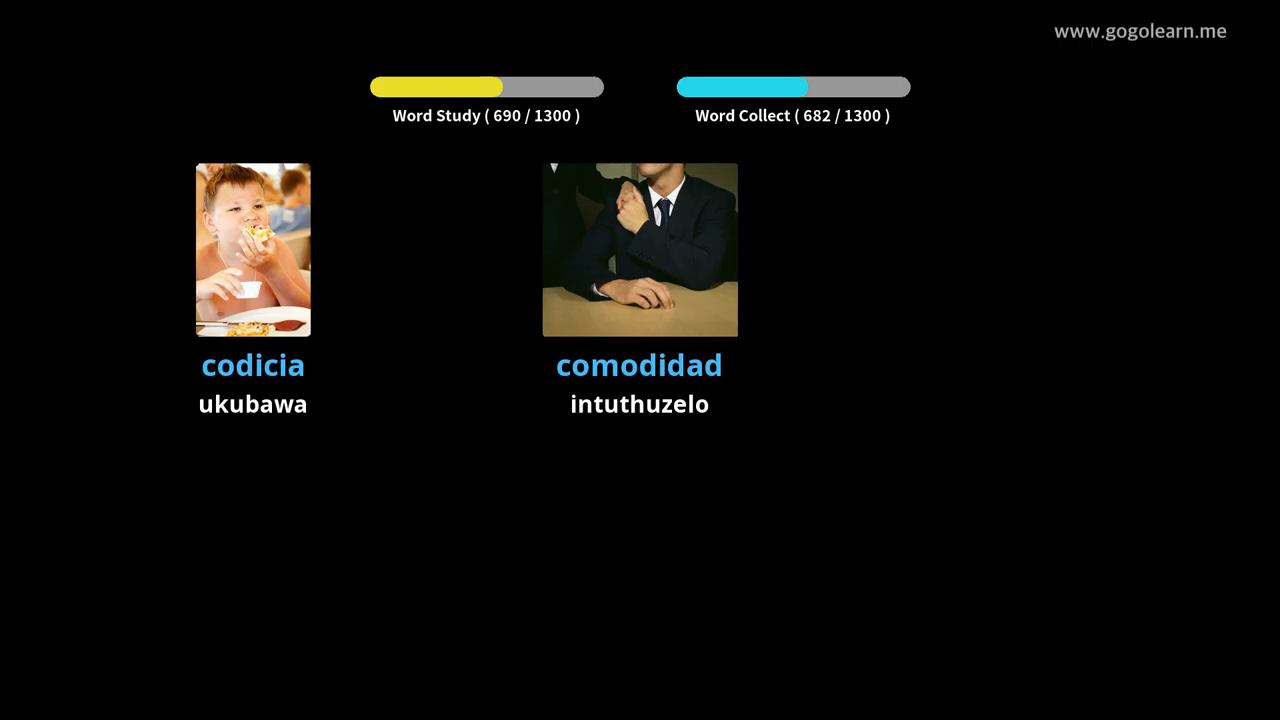 www.gogolearn.me
Word Study ( 690 / 1300 )
Word Collect ( 682 / 1300 )
codicia
comodidad
ukubawa
intuthuzelo